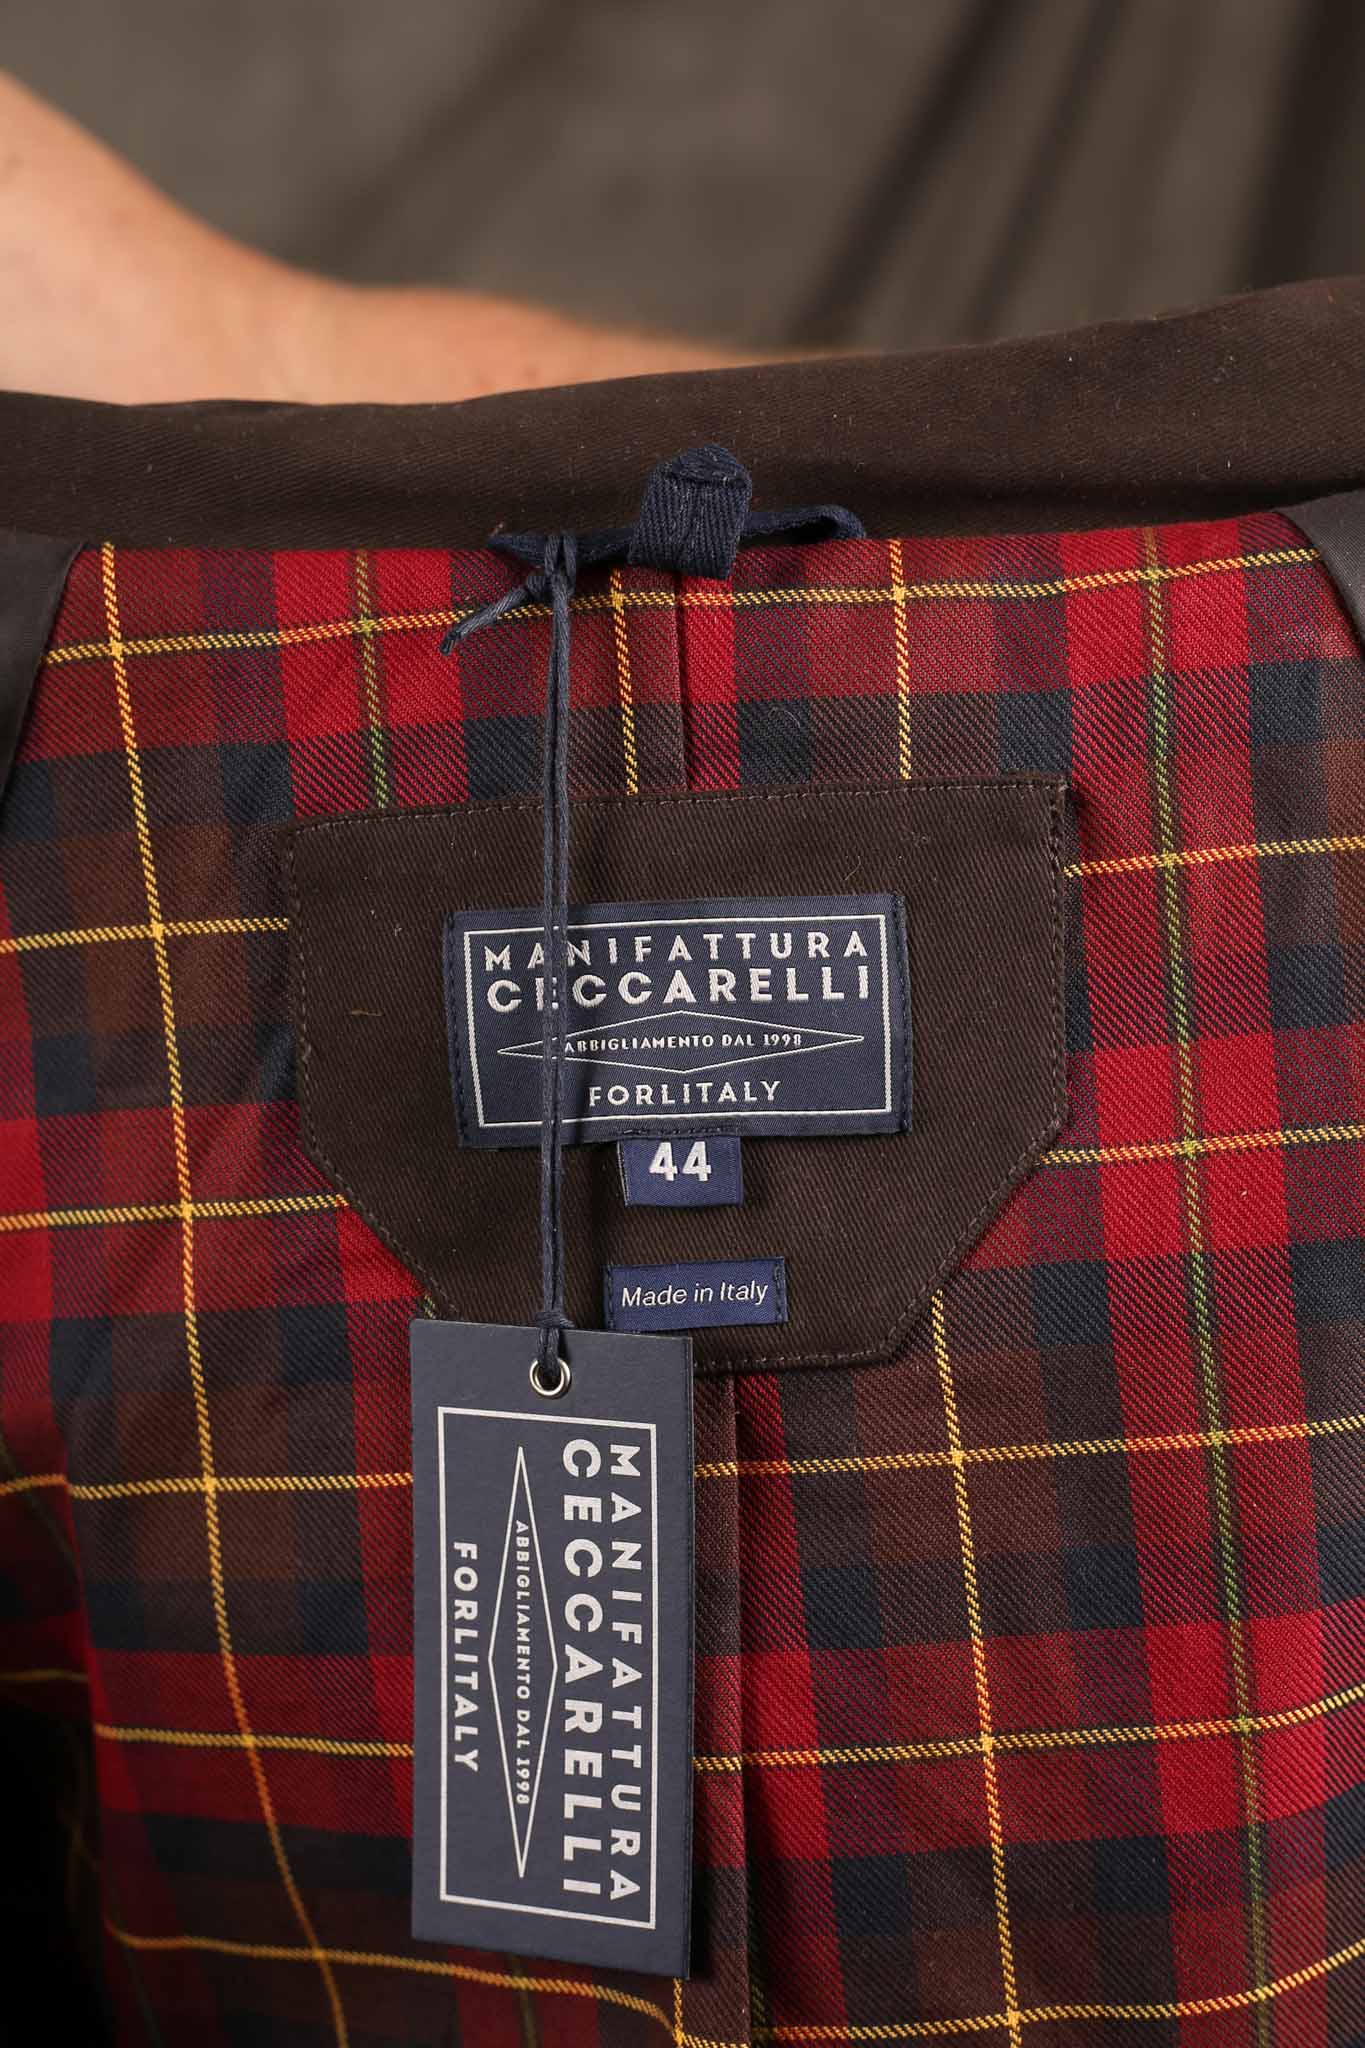 MANIFATTURA
CECCARELLI
ABBIGLIAMENTO DAL 1998
FORLITALY
44
Made in Italy
MANIFATTURA
CECCARELLI
ABBIGLIAMENTO DAL 1998
FORLITALY